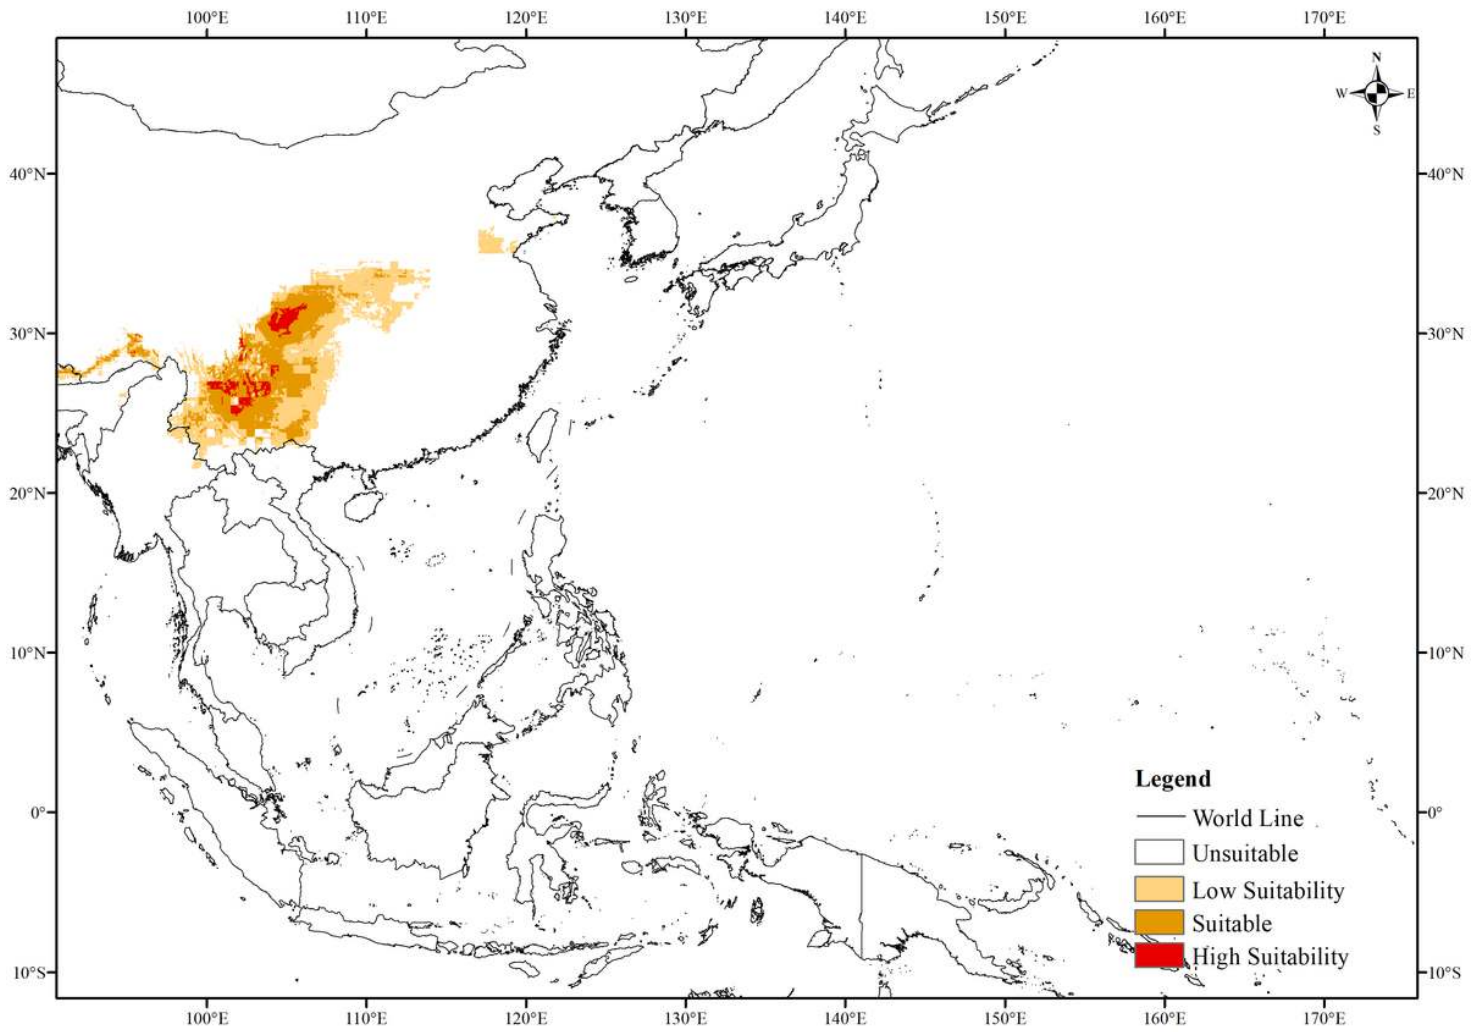 100°E 110°E 120°E 130°E 140°E 150°E 160°E 170°E
N
W E
S
40°N 40°N
30°N 30°N
20°N 20°N
10°N 10°N
Legend
0° World Line 0°
Unsuitable
Low Suitability
Suitable
High Suitability
10°S 10°S
100°E 110°E 120°E 130°E 140°E 150°E 160°E 170°E